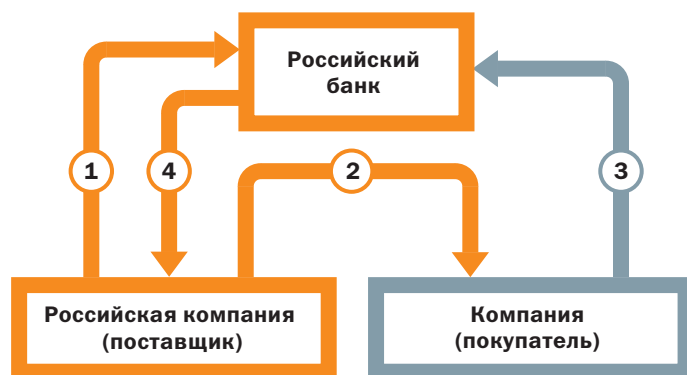 Российский
банк
1
4
2
3
Российская компания
(поставщик)
Компания
(покупатель)